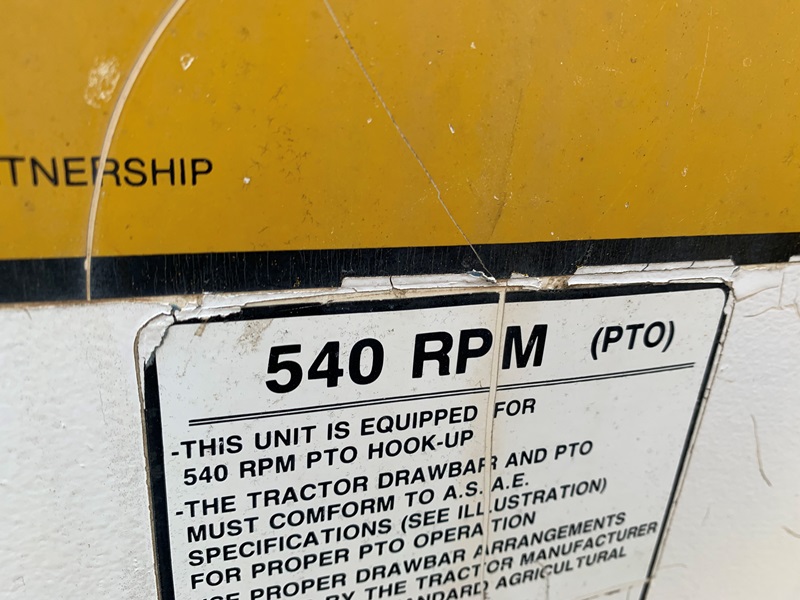 TNERSHIP
540 RPM (PTO)
-THIS UNIT IS EQUIPPED FOR
540 RPM PTO HOOK-UP
-THE TRACTOR DRAWBAR AND PTO
MUST COMFORM TO A.S.A.E.
SPECIFICATIONS (SEE ILLUSTRATION)
FOR PROPER PTO OPERATION
PROPER DRAWBAR ARRANGEMENTS
BY THE TRACTOR MANUFACTURER
AGRICULTURAL